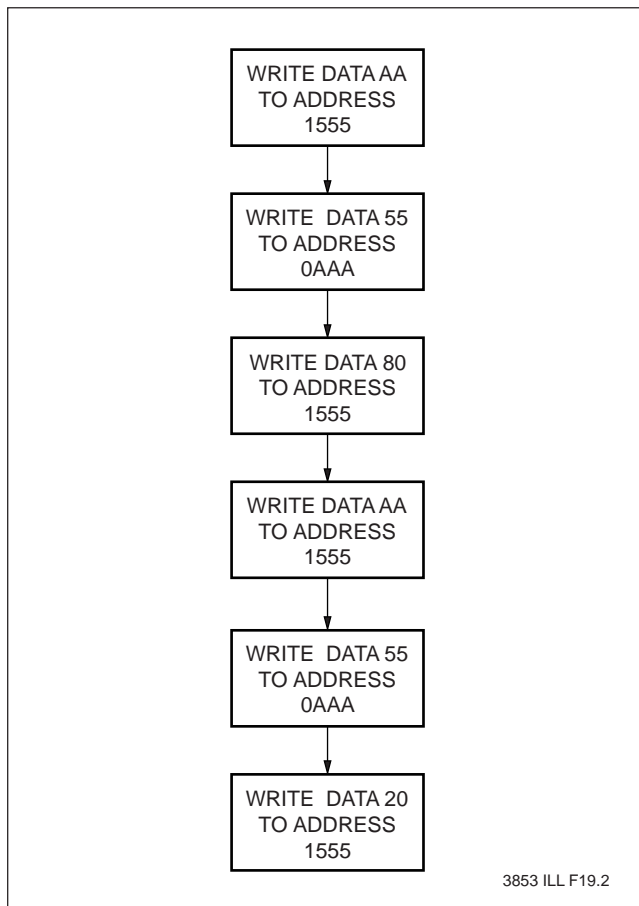 WRITE DATA AA
TO ADDRESS
1555
WRITE DATA 55
TO ADDRESS
0AAA
WRITE DATA 80
TO ADDRESS
1555
WRITE DATA AA
TO ADDRESS
1555
WRITE DATA 55
TO ADDRESS
0AAA
WRITE DATA 20
TO ADDRESS
1555
3853 ILL F19.2